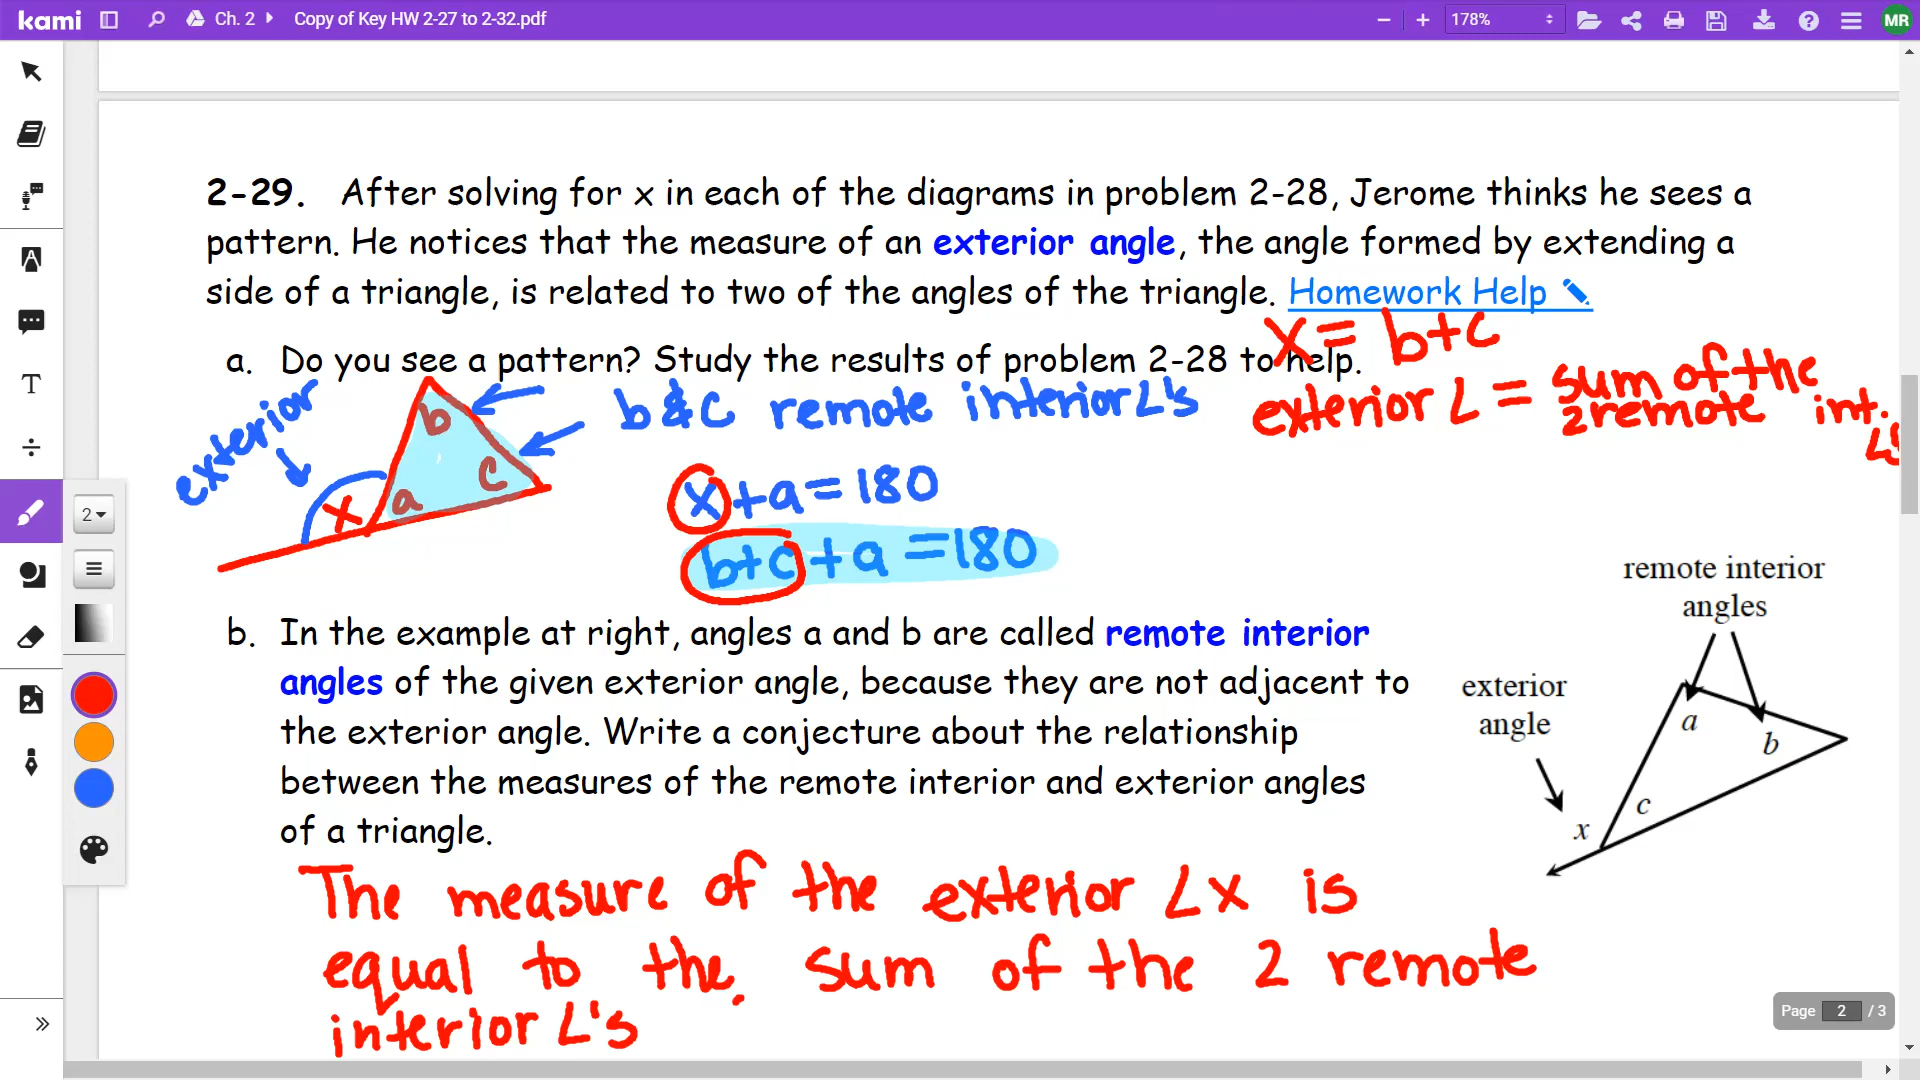 kami Ch. 2 Copy of Key HW 2-27 to 2-32.pdf 178% MR
2-29. After solving for x in each of the diagrams in problem 2-28, Jerome thinks he sees a
pattern. He notices that the measure of an exterior angle, the angle formed by extending a
side of a triangle, is related to two of the angles of the triangle. Homework Help
x = b+c
a. Do you see a pattern? Study the results of problem 2-28 to help.
exterior ∠ = sum of the
2 remote int.
∠'s
exterior
b & c remote interior ∠'s
b
c
a
x
x + a = 180
b+c + a = 180
2
remote interior
angles
b. In the example at right, angles a and b are called remote interior
angles of the given exterior angle, because they are not adjacent to
the exterior angle. Write a conjecture about the relationship
between the measures of the remote interior and exterior angles
of a triangle.
exterior
angle
a
b
c
x
The measure of the exterior ∠x is
equal to the sum of the 2 remote
interior ∠'s
Page 2 / 3